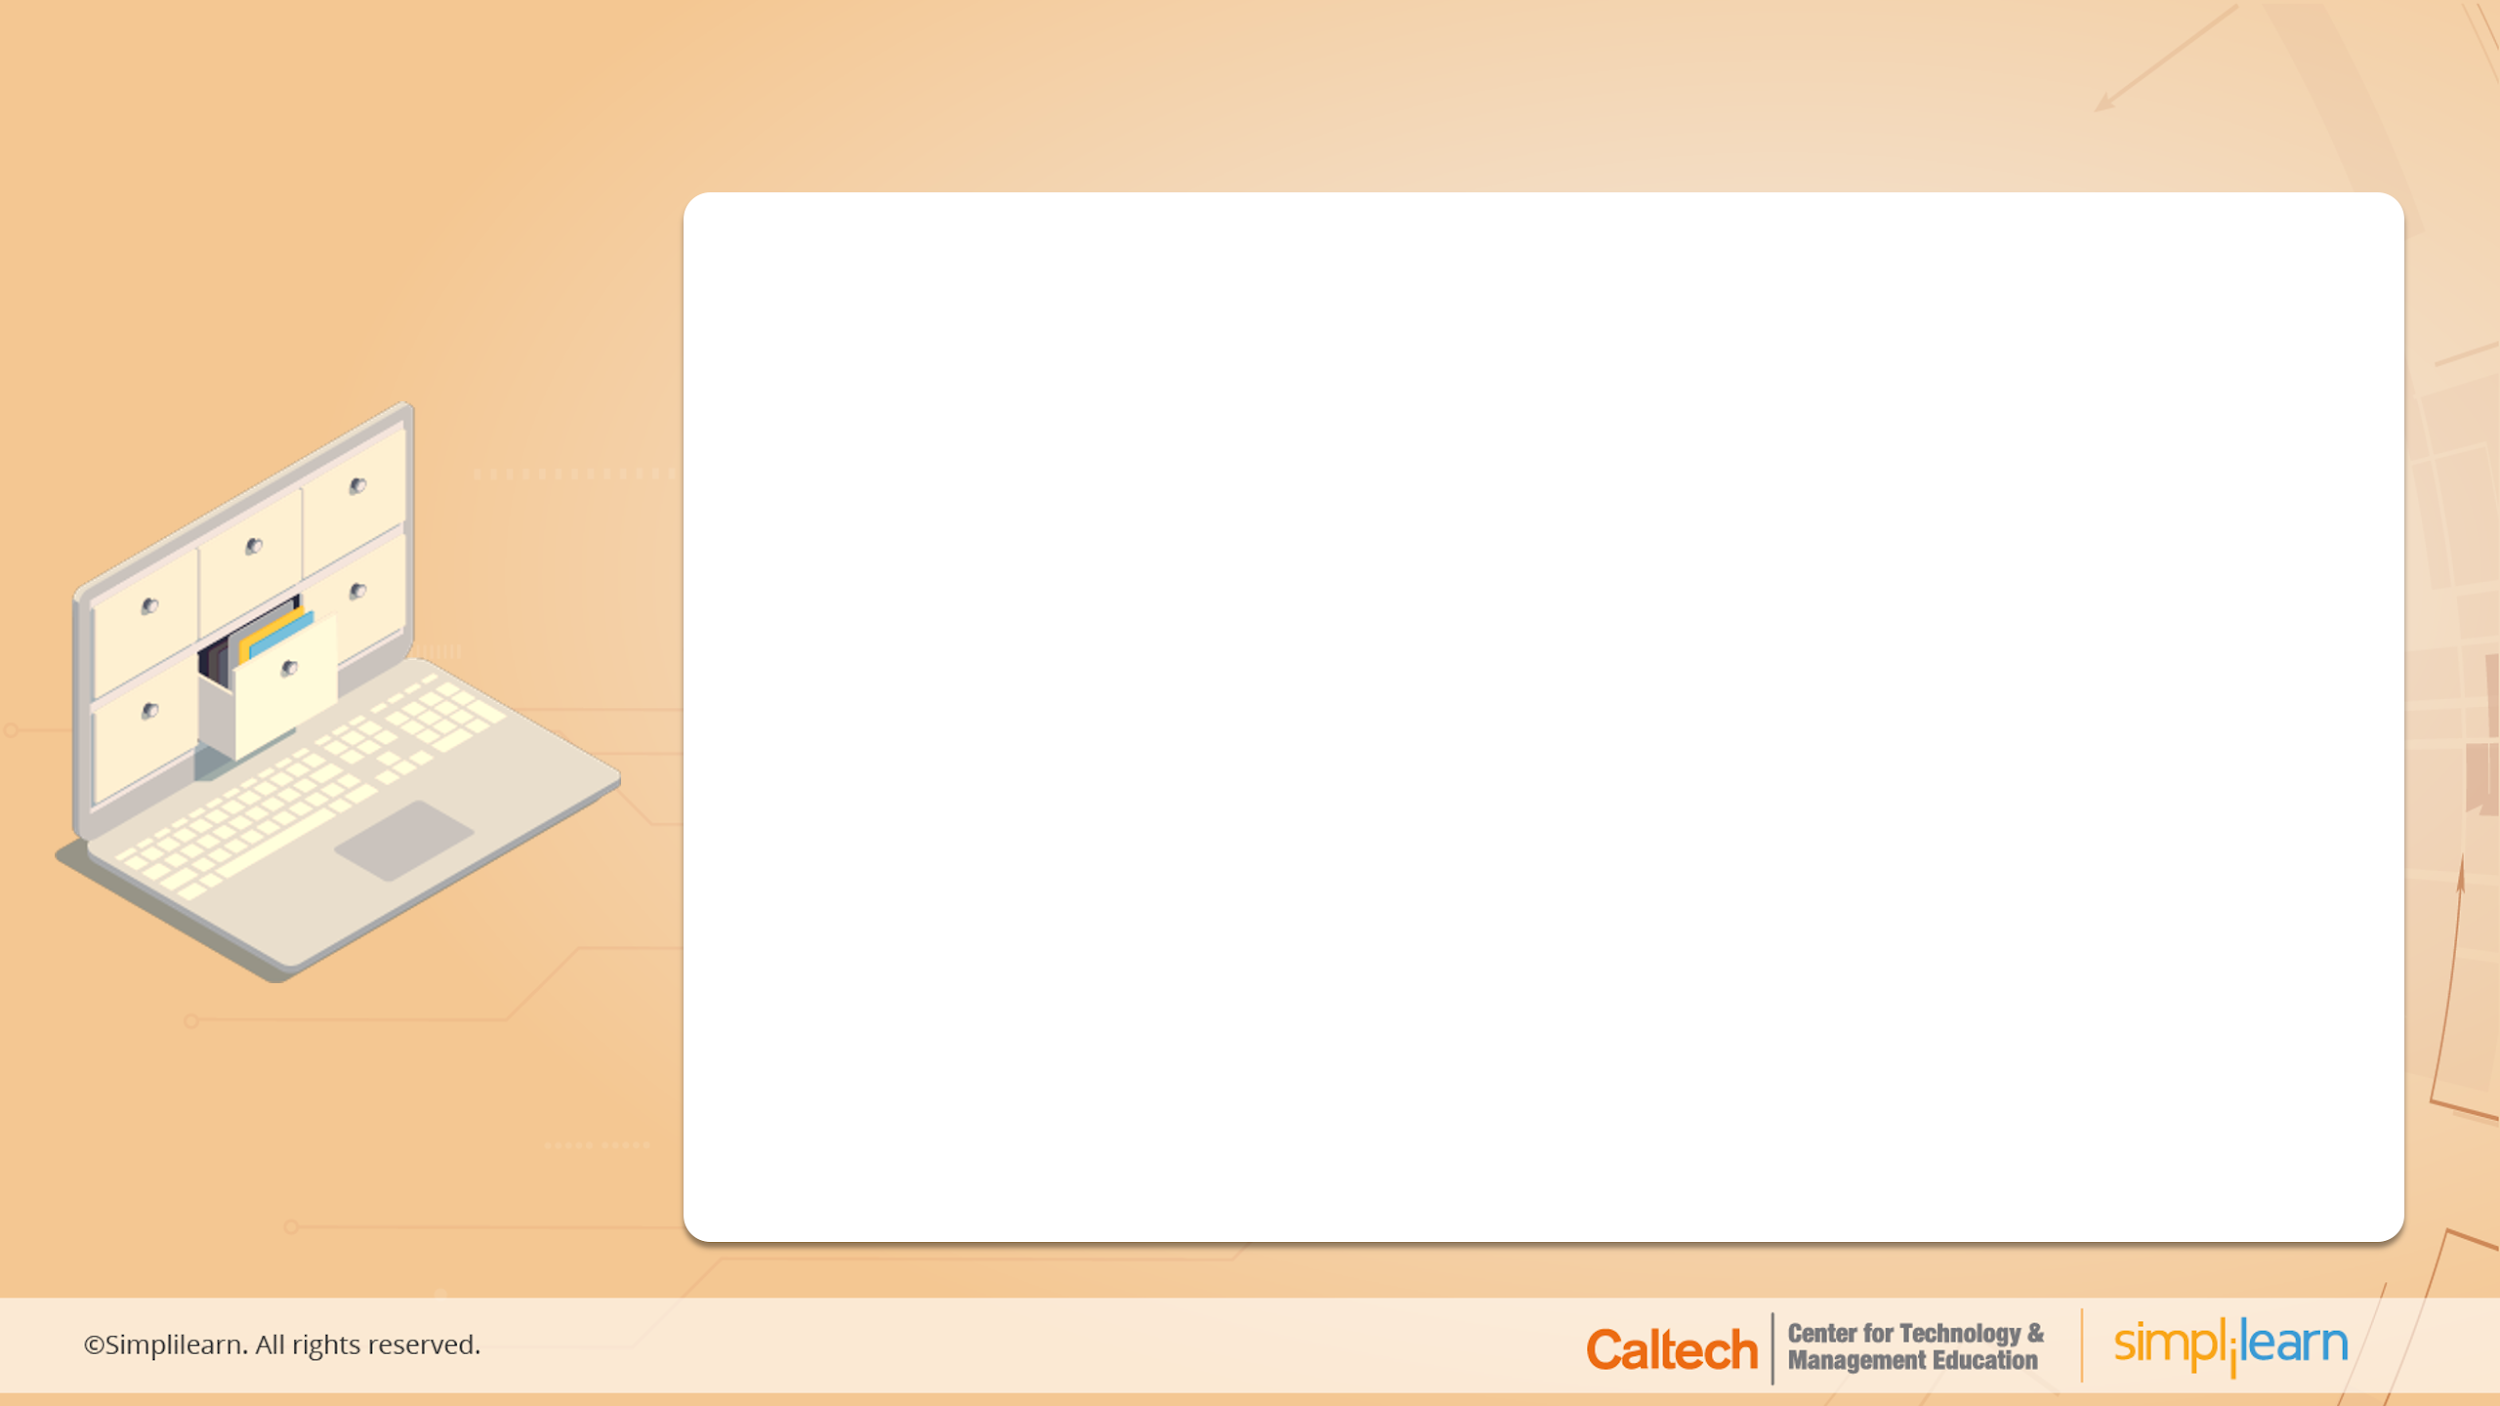 ©Simplilearn. All rights reserved.
Caltech
Center for Technology &
Management Education
simplilearn